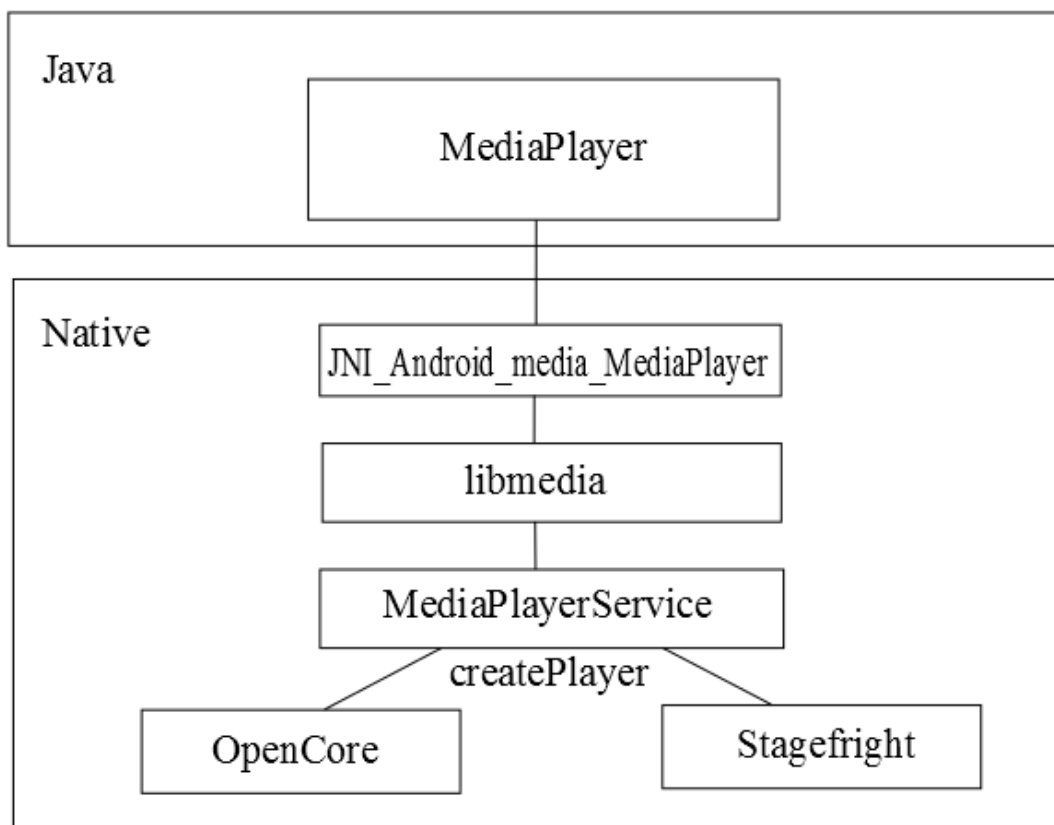 Java
MediaPlayer
Native
JNI_Android_media_MediaPlayer
libmedia
MediaPlayerService
createPlayer
OpenCore
Stagefright